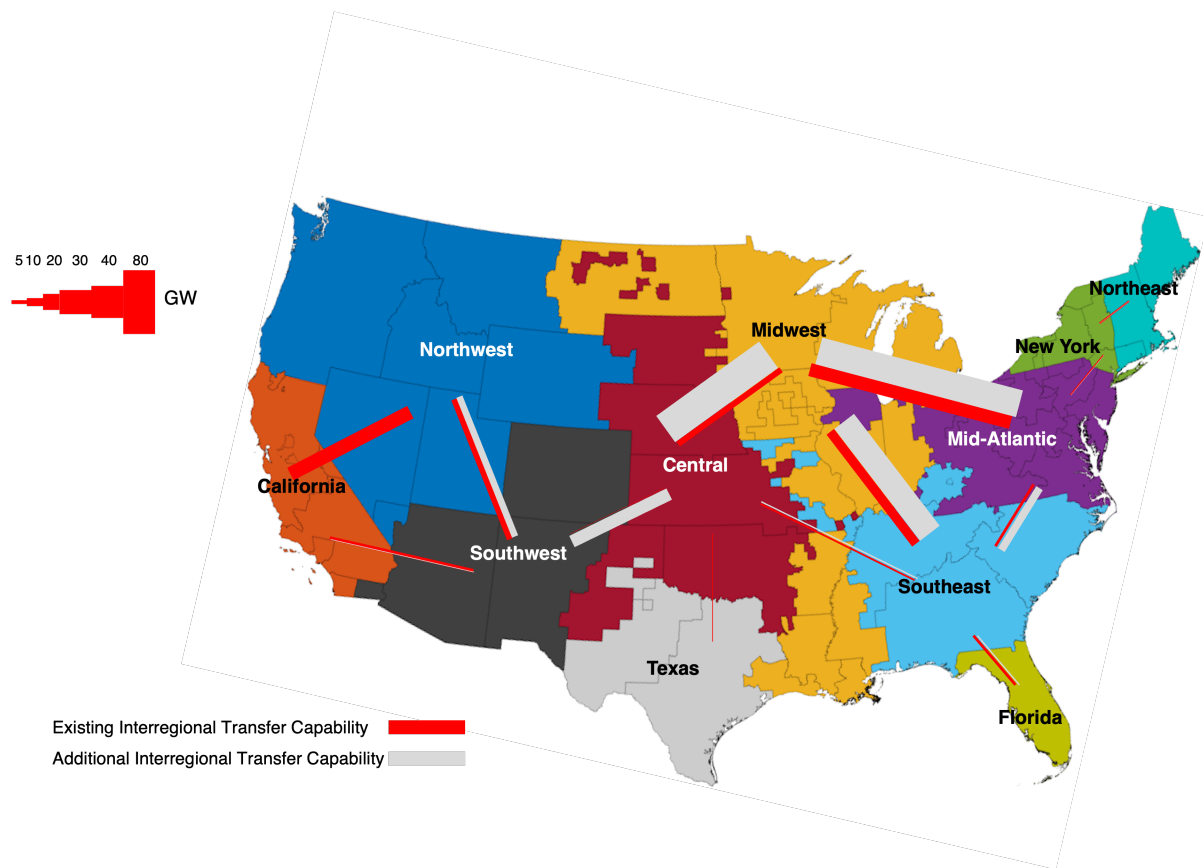 5 10 20 30 40 80
GW
Northeast
Midwest
New York
Northwest
Mid-Atlantic
Central
California
Southwest
Southeast
Texas
Florida
Existing Interregional Transfer Capability
Additional Interregional Transfer Capability